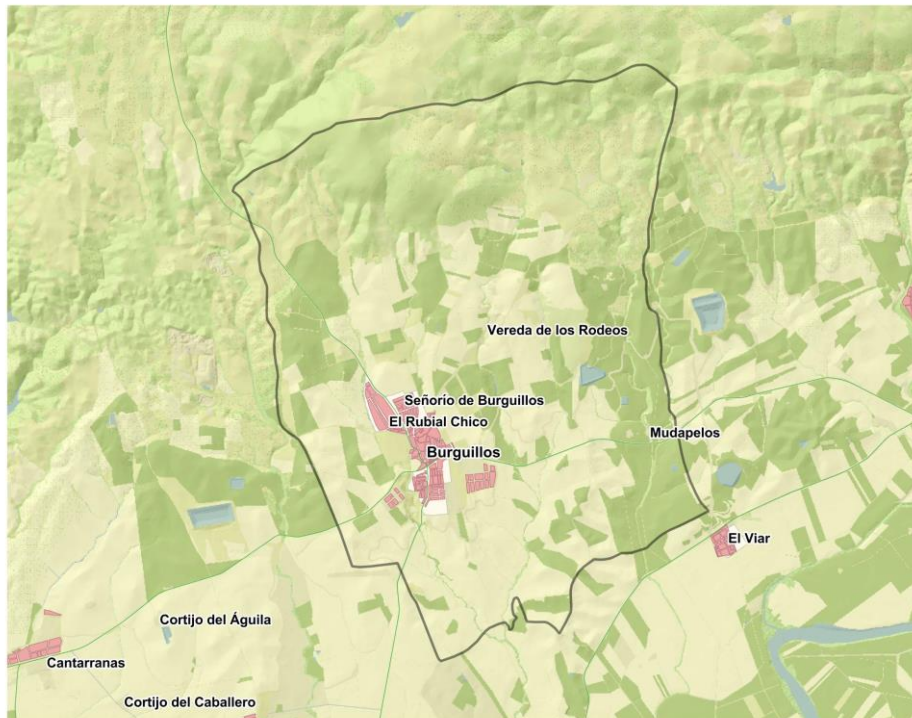 Vereda de los Rodeos
Señorío de Burguillos
El Rubial Chico
Mudapelos
Burguillos
El Viar
Cortijo del Águila
Cantarranas
Cortijo del Caballero